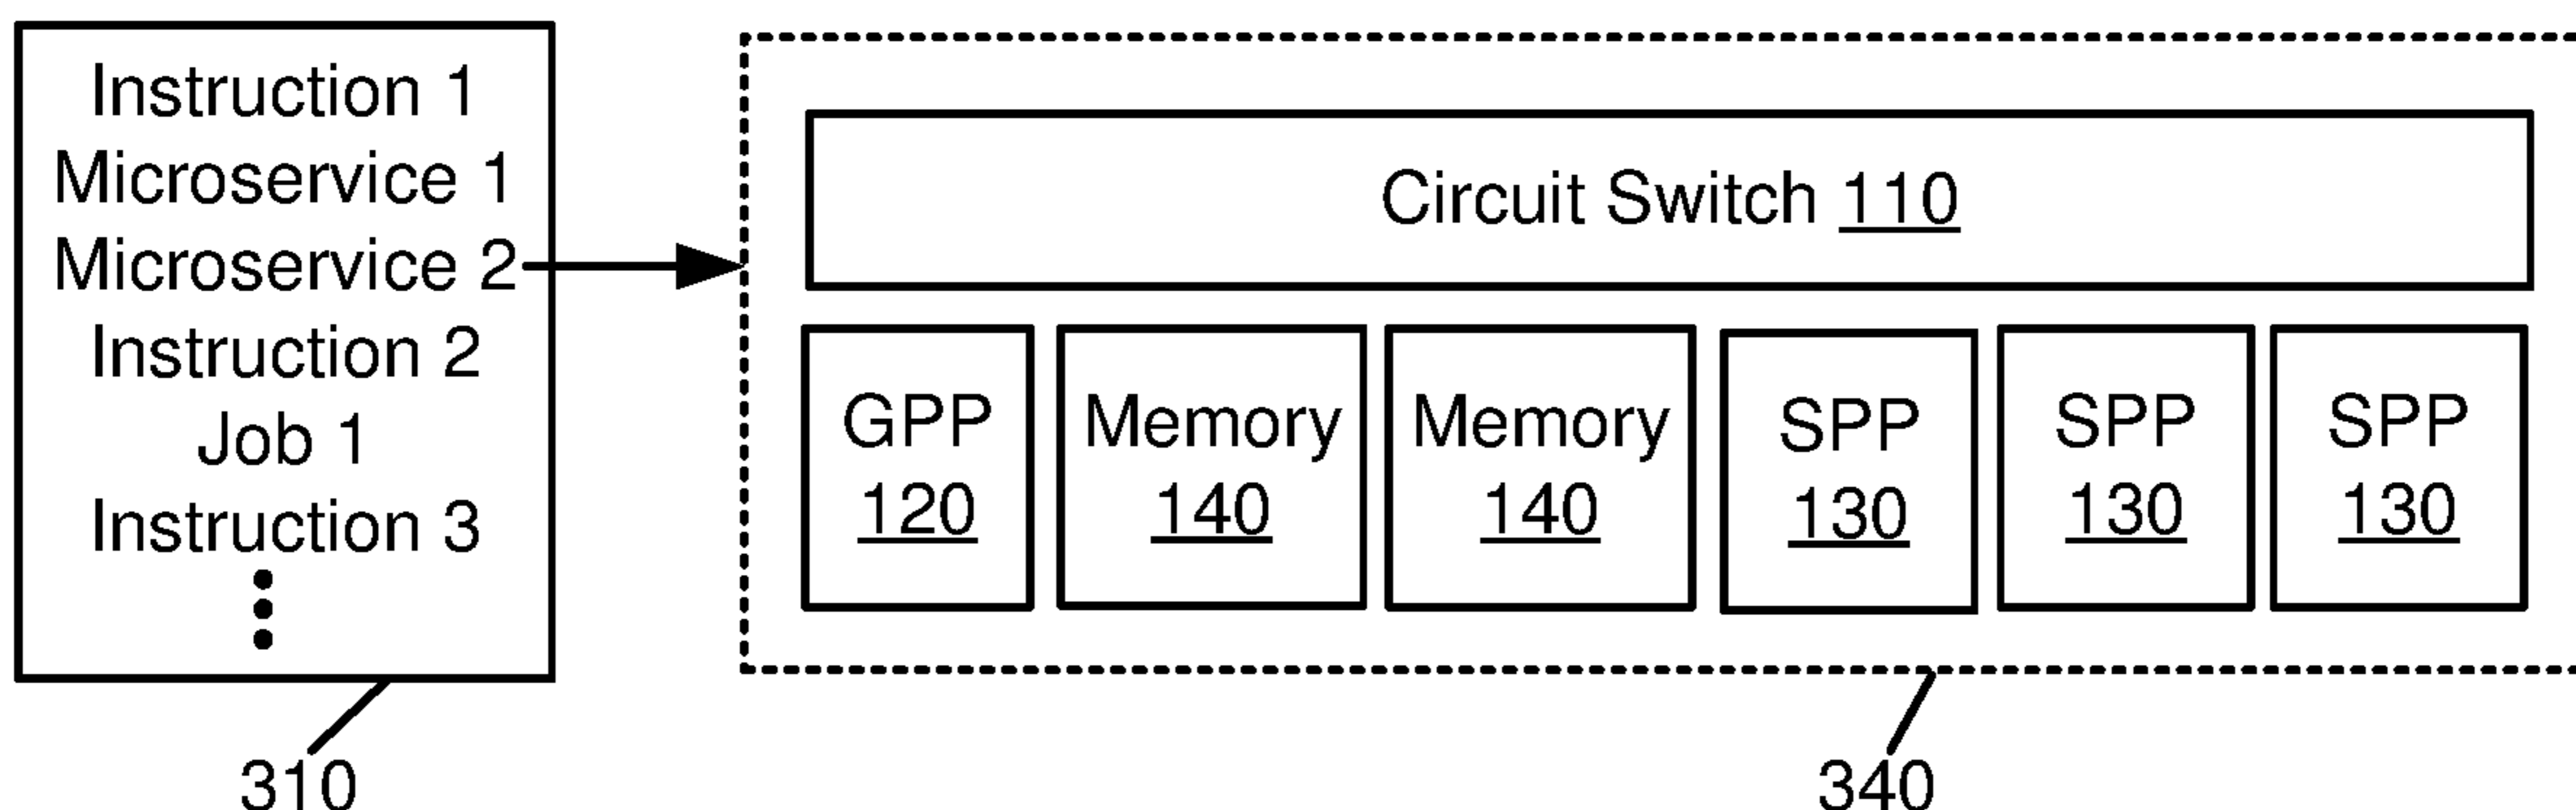 Instruction 1
Microservice 1
Microservice 2
Instruction 2
Job 1
Instruction 3
310
Circuit Switch 110
GPP
120
Memory
140
Memory
140
SPP
130
SPP
130
SPP
130
340